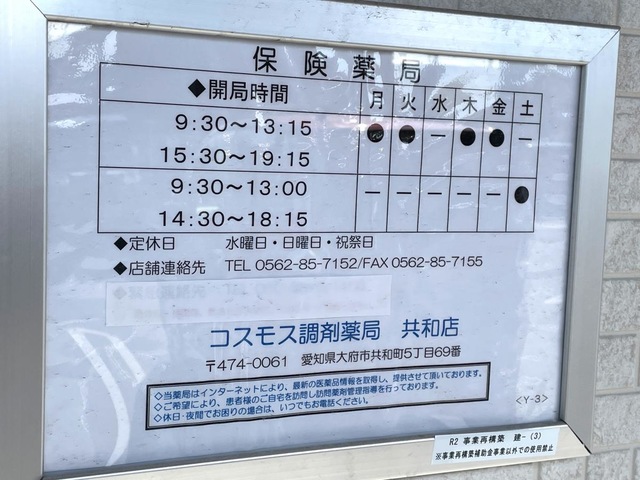 保険薬局
◆開局時間 月 火 水 木 金 土
9:30～13:15 ● ● － ● ● －
15:30～19:15
9:30～13:00 － － － － － ●
14:30～18:15
◆定休日 水曜日・日曜日・祝祭日
◆店舗連絡先 TEL 0562-85-7152/FAX 0562-85-7155
コスモス調剤薬局 共和店
〒474-0061 愛知県大府市共和町5丁目69番
◇当薬局はインターネットにより、最新の医薬品情報を取得し、提供させて頂いております。
◇ご希望により、患者様のご自宅を訪問し訪問薬剤管理指導を行っております。
◇休日・夜間でお困りの場合は、いつでもお電話ください。
<Y-3>
R2 事業再構築 建-(3)
※事業再構築補助金事業以外での使用禁止